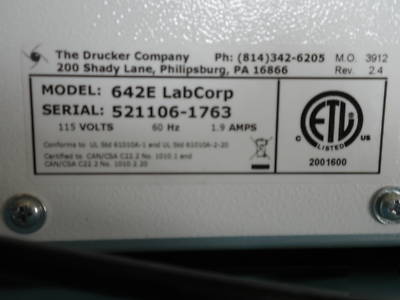 The Drucker Company Ph: (814)342-6205 M.O. 3912
200 Shady Lane, Philipsburg, PA 16866 Rev. 2.4
MODEL: 642E LabCorp
SERIAL: 521106-1763
115 VOLTS 60 Hz 1.9 AMPS
Conforms to UL Std 61010A-1 and UL Std 61010A-2-20
Certified to CAN/CSA C22.2 No. 1010.1 and
CAN/CSA C22.2 No. 1010.2.20
ETL
C US
LISTED
2001600